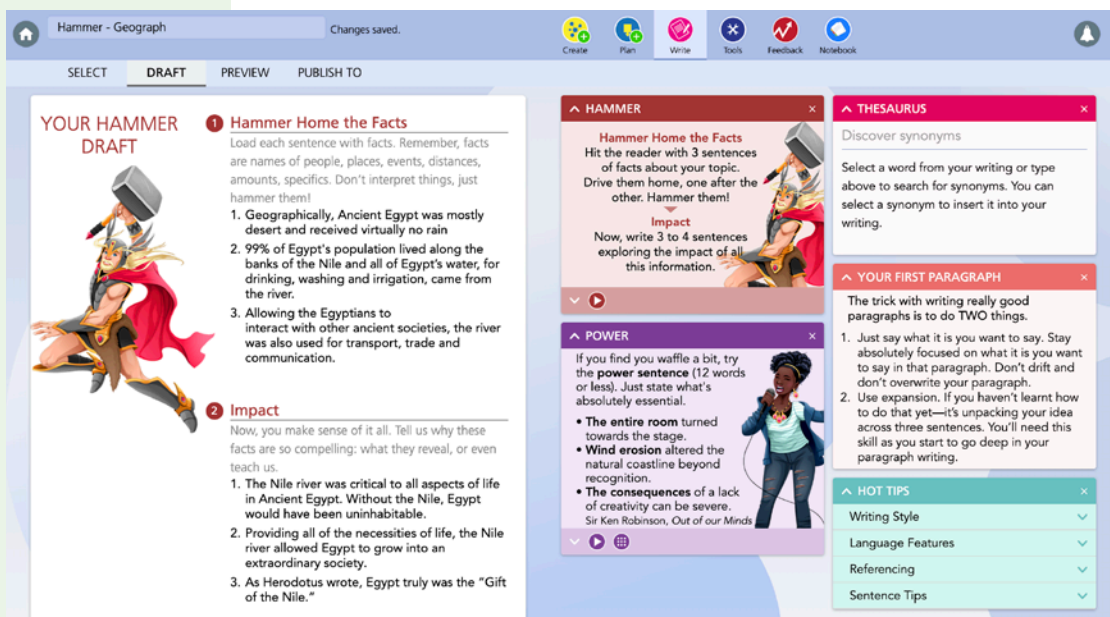 Hammer - Geograph
Changes saved.
Create
Plan
Write
Tools
Feedback
Notebook
SELECT
DRAFT
PREVIEW
PUBLISH TO
YOUR HAMMER
DRAFT
1 Hammer Home the Facts
Load each sentence with facts. Remember, facts
are names of people, places, events, distances,
amounts, specifics. Don't interpret things, just
hammer them!
1. Geographically, Ancient Egypt was mostly
desert and received virtually no rain
2. 99% of Egypt's population lived along the
banks of the Nile and all of Egypt's water, for
drinking, washing and irrigation, came from
the river.
3. Allowing the Egyptians to
interact with other ancient societies, the river
was also used for transport, trade and
communication.
2 Impact
Now, you make sense of it all. Tell us why these
facts are so compelling: what they reveal, or even
teach us.
1. The Nile river was critical to all aspects of life
in Ancient Egypt. Without the Nile, Egypt
would have been uninhabitable.
2. Providing all of the necessities of life, the Nile
river allowed Egypt to grow into an
extraordinary society.
3. As Herodotus wrote, Egypt truly was the "Gift
of the Nile."
HAMMER ×
Hammer Home the Facts
Hit the reader with 3 sentences
of facts about your topic.
Drive them home, one after the
other. Hammer them!
Impact
Now, write 3 to 4 sentences
exploring the impact of all
this information.
POWER ×
If you find you waffle a bit, try
the power sentence (12 words
or less). Just state what's
absolutely essential.
• The entire room turned
towards the stage.
• Wind erosion altered the
natural coastline beyond
recognition.
• The consequences of a lack
of creativity can be severe.
Sir Ken Robinson, Out of our Minds
THESAURUS ×
Discover synonyms
Select a word from your writing or type
above to search for synonyms. You can
select a synonym to insert it into your
writing.
YOUR FIRST PARAGRAPH ×
The trick with writing really good
paragraphs is to do TWO things.
1. Just say what it is you want to say. Stay
absolutely focused on what it is you want
to say in that paragraph. Don't drift and
don't overwrite your paragraph.
2. Use expansion. If you haven't learnt how
to do that yet—it's unpacking your idea
across three sentences. You'll need this
skill as you start to go deep in your
paragraph writing.
HOT TIPS ×
Writing Style
Language Features
Referencing
Sentence Tips